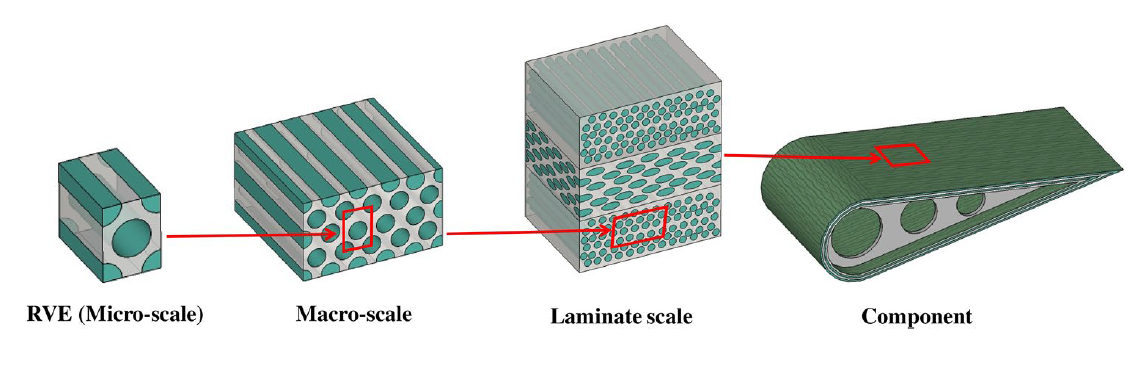 RVE (Micro-scale)
Macro-scale
Laminate scale
Component